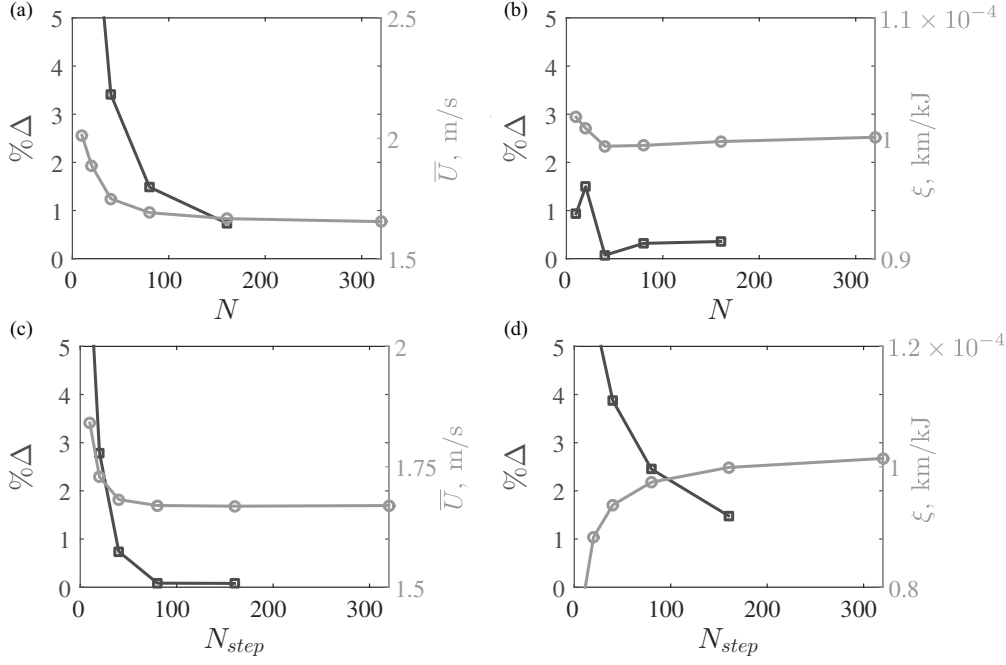 (a)
5
4
3
2
1
0
%Δ
0
100
200
300
N
2.5
2
1.5
U̅, m/s
(b)
5
4
3
2
1
0
%Δ
0
100
200
300
N
1.1 × 10⁻⁴
1
0.9
ξ, km/kJ
(c)
5
4
3
2
1
0
%Δ
0
100
200
300
N_step
2
1.75
1.5
U̅, m/s
(d)
5
4
3
2
1
0
%Δ
0
100
200
300
N_step
1.2 × 10⁻⁴
1
0.8
ξ, km/kJ